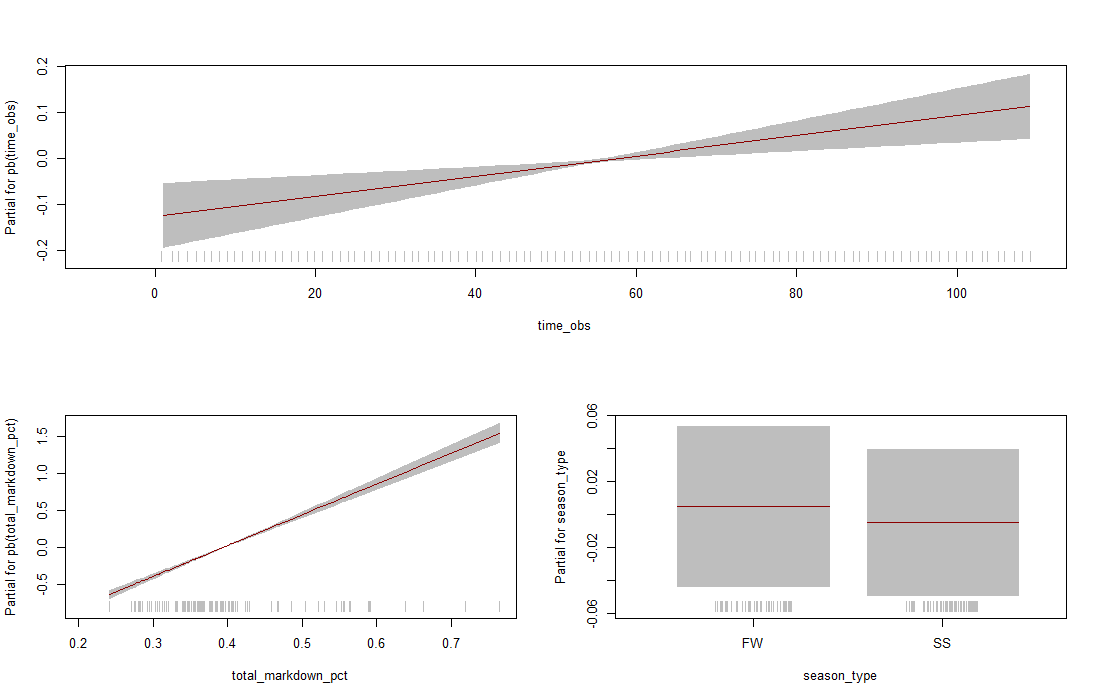 Partial for pb(time_obs)
0.2
0.1
0.0
-0.1
-0.2
0 20 40 60 80 100
time_obs
Partial for pb(total_markdown_pct)
1.5
1.0
0.5
0.0
-0.5
0.2 0.3 0.4 0.5 0.6 0.7
total_markdown_pct
Partial for season_type
0.06
0.02
-0.02
-0.06
FW SS
season_type